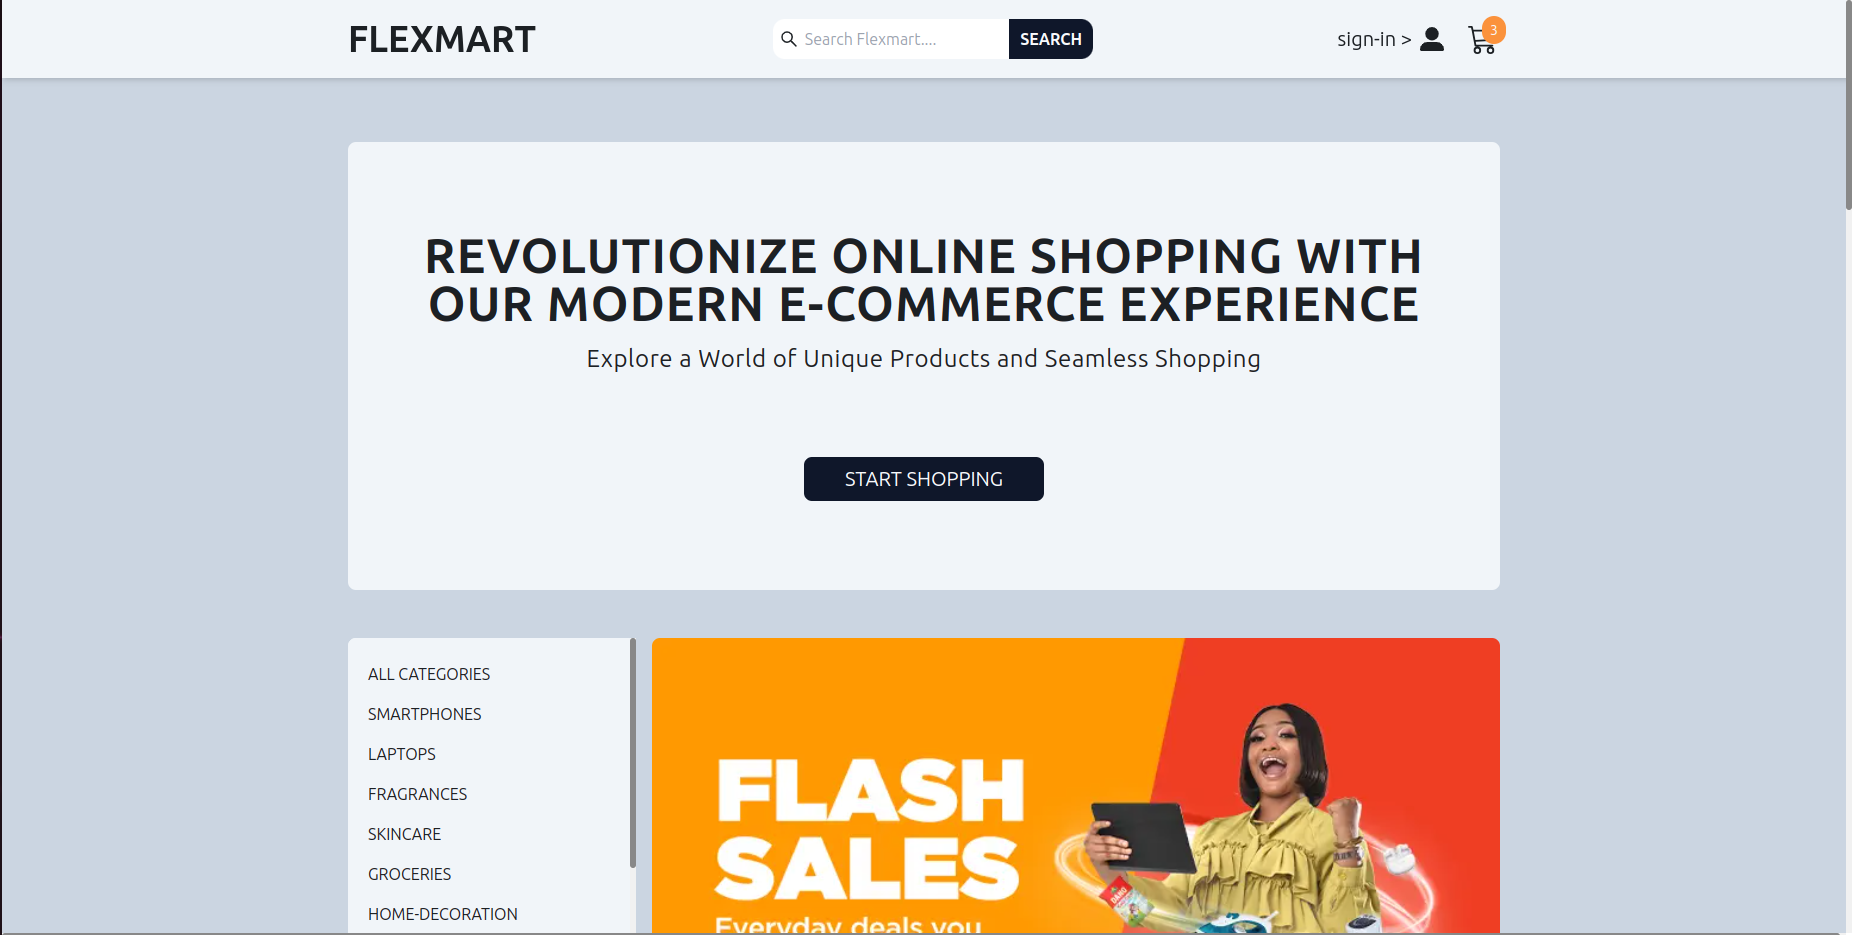 FLEXMART
Search Flexmart....
SEARCH
sign-in >
3
REVOLUTIONIZE ONLINE SHOPPING WITH
OUR MODERN E-COMMERCE EXPERIENCE
Explore a World of Unique Products and Seamless Shopping
START SHOPPING
ALL CATEGORIES
SMARTPHONES
LAPTOPS
FRAGRANCES
SKINCARE
GROCERIES
HOME-DECORATION
FLASH
SALES
Everyday deals you